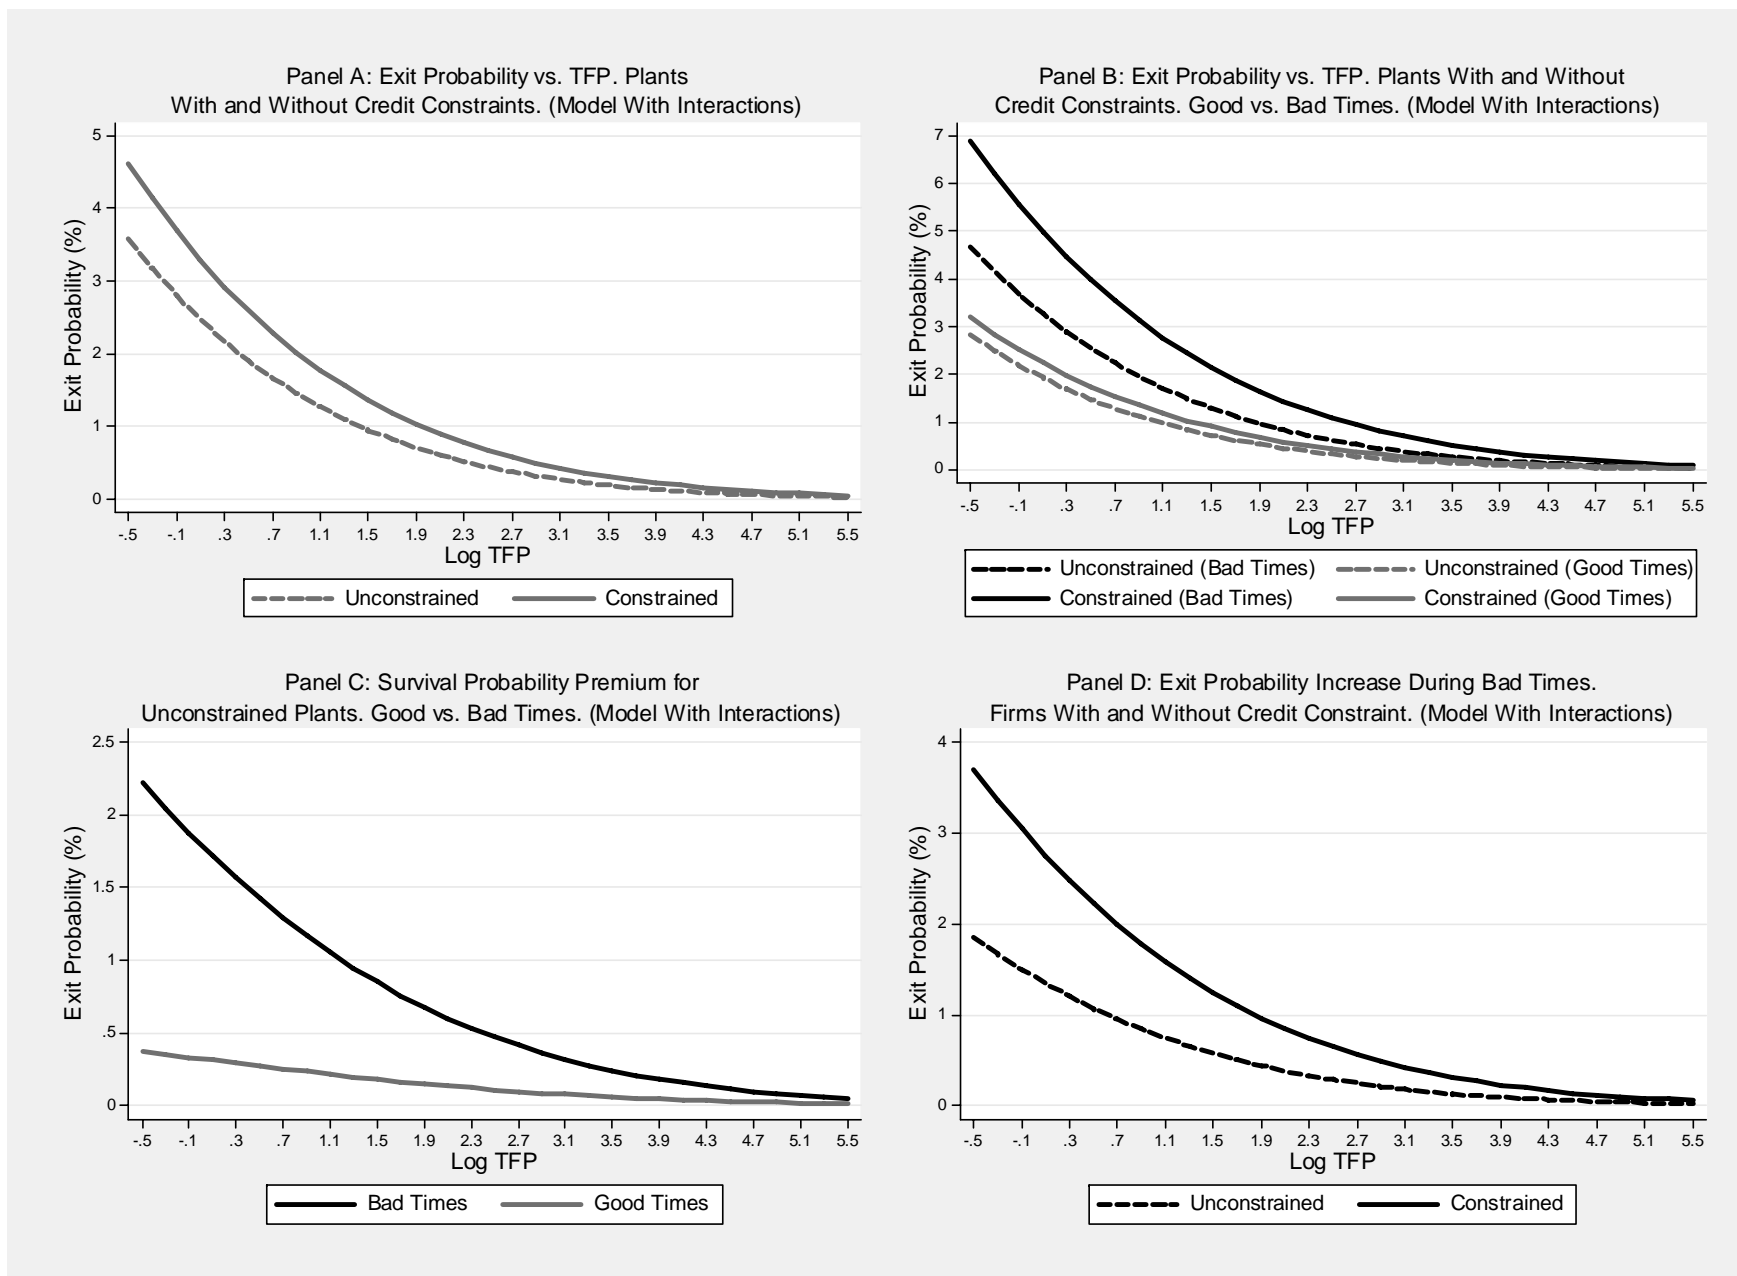 Panel A: Exit Probability vs. TFP. Plants
With and Without Credit Constraints. (Model With Interactions)
Exit Probability (%)
5
4
3
2
1
0
-.5 -.1 .3 .7 1.1 1.5 1.9 2.3 2.7 3.1 3.5 3.9 4.3 4.7 5.1 5.5
Log TFP
Unconstrained Constrained
Panel B: Exit Probability vs. TFP. Plants With and Without
Credit Constraints. Good vs. Bad Times. (Model With Interactions)
Exit Probability (%)
7
6
5
4
3
2
1
0
-.5 -.1 .3 .7 1.1 1.5 1.9 2.3 2.7 3.1 3.5 3.9 4.3 4.7 5.1 5.5
Log TFP
Unconstrained (Bad Times) Unconstrained (Good Times)
Constrained (Bad Times) Constrained (Good Times)
Panel C: Survival Probability Premium for
Unconstrained Plants. Good vs. Bad Times. (Model With Interactions)
Exit Probability (%)
2.5
2
1.5
1
.5
0
-.5 -.1 .3 .7 1.1 1.5 1.9 2.3 2.7 3.1 3.5 3.9 4.3 4.7 5.1 5.5
Log TFP
Bad Times Good Times
Panel D: Exit Probability Increase During Bad Times.
Firms With and Without Credit Constraint. (Model With Interactions)
Exit Probability (%)
4
3
2
1
0
-.5 -.1 .3 .7 1.1 1.5 1.9 2.3 2.7 3.1 3.5 3.9 4.3 4.7 5.1 5.5
Log TFP
Unconstrained Constrained